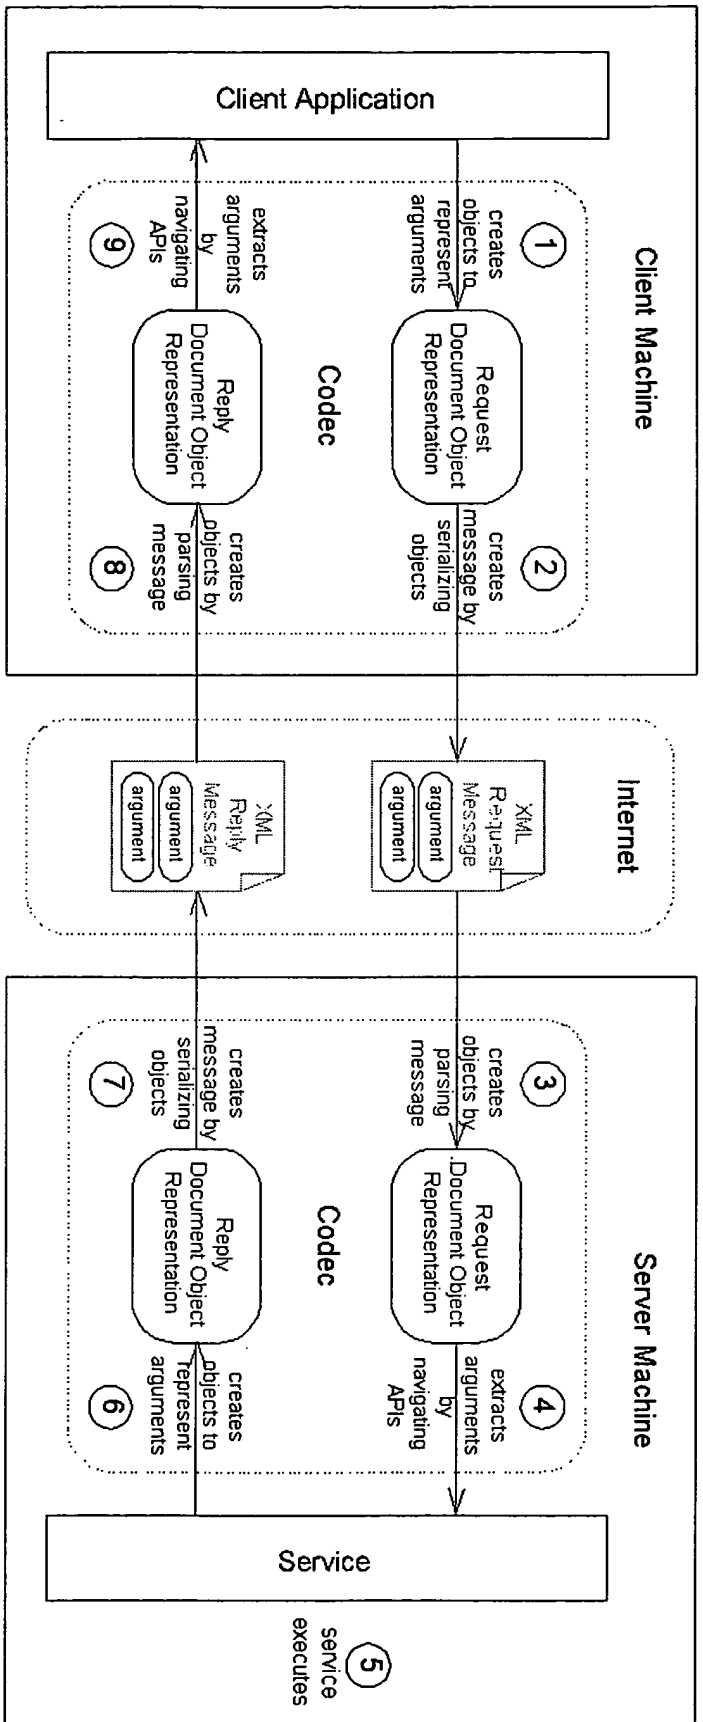 Client Machine
Client Application
1
creates
objects to
represent
arguments
Request
Document Object
Representation
2
creates
message by
serializing
objects
Codec
9
extracts
arguments
by
navigating
APIs
Reply
Document Object
Representation
8
creates
objects by
parsing
message
Internet
XML
Request
Message
argument
argument
XML
Reply
Message
argument
argument
Server Machine
3
creates
objects by
parsing
message
Request
Document Object
Representation
4
extracts
arguments
by
navigating
APIs
Codec
7
creates
message by
serializing
objects
Reply
Document Object
Representation
6
creates
objects to
represent
arguments
Service
5
service
executes